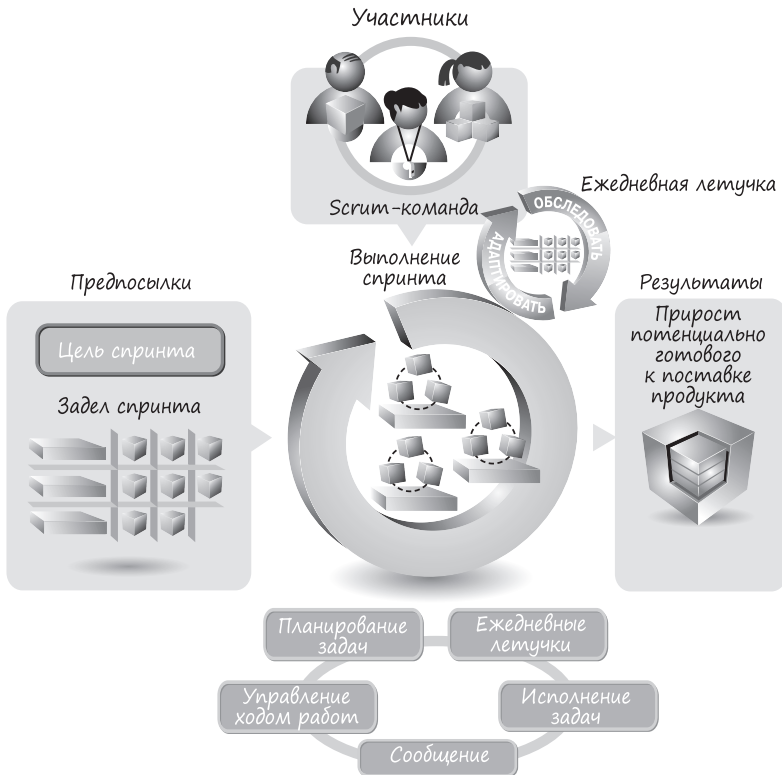 Участники
Scrum-команда
Ежедневная летучка
ОБСЛЕДОВАТЬ
АДАПТИРОВАТЬ
Выполнение
спринта
Предпосылки
Цель спринта
Задел спринта
Результаты
Прирост
потенциально
готового
к поставке
продукта
Планирование
задач
Ежедневные
летучки
Управление
ходом работ
Исполнение
задач
Сообщение